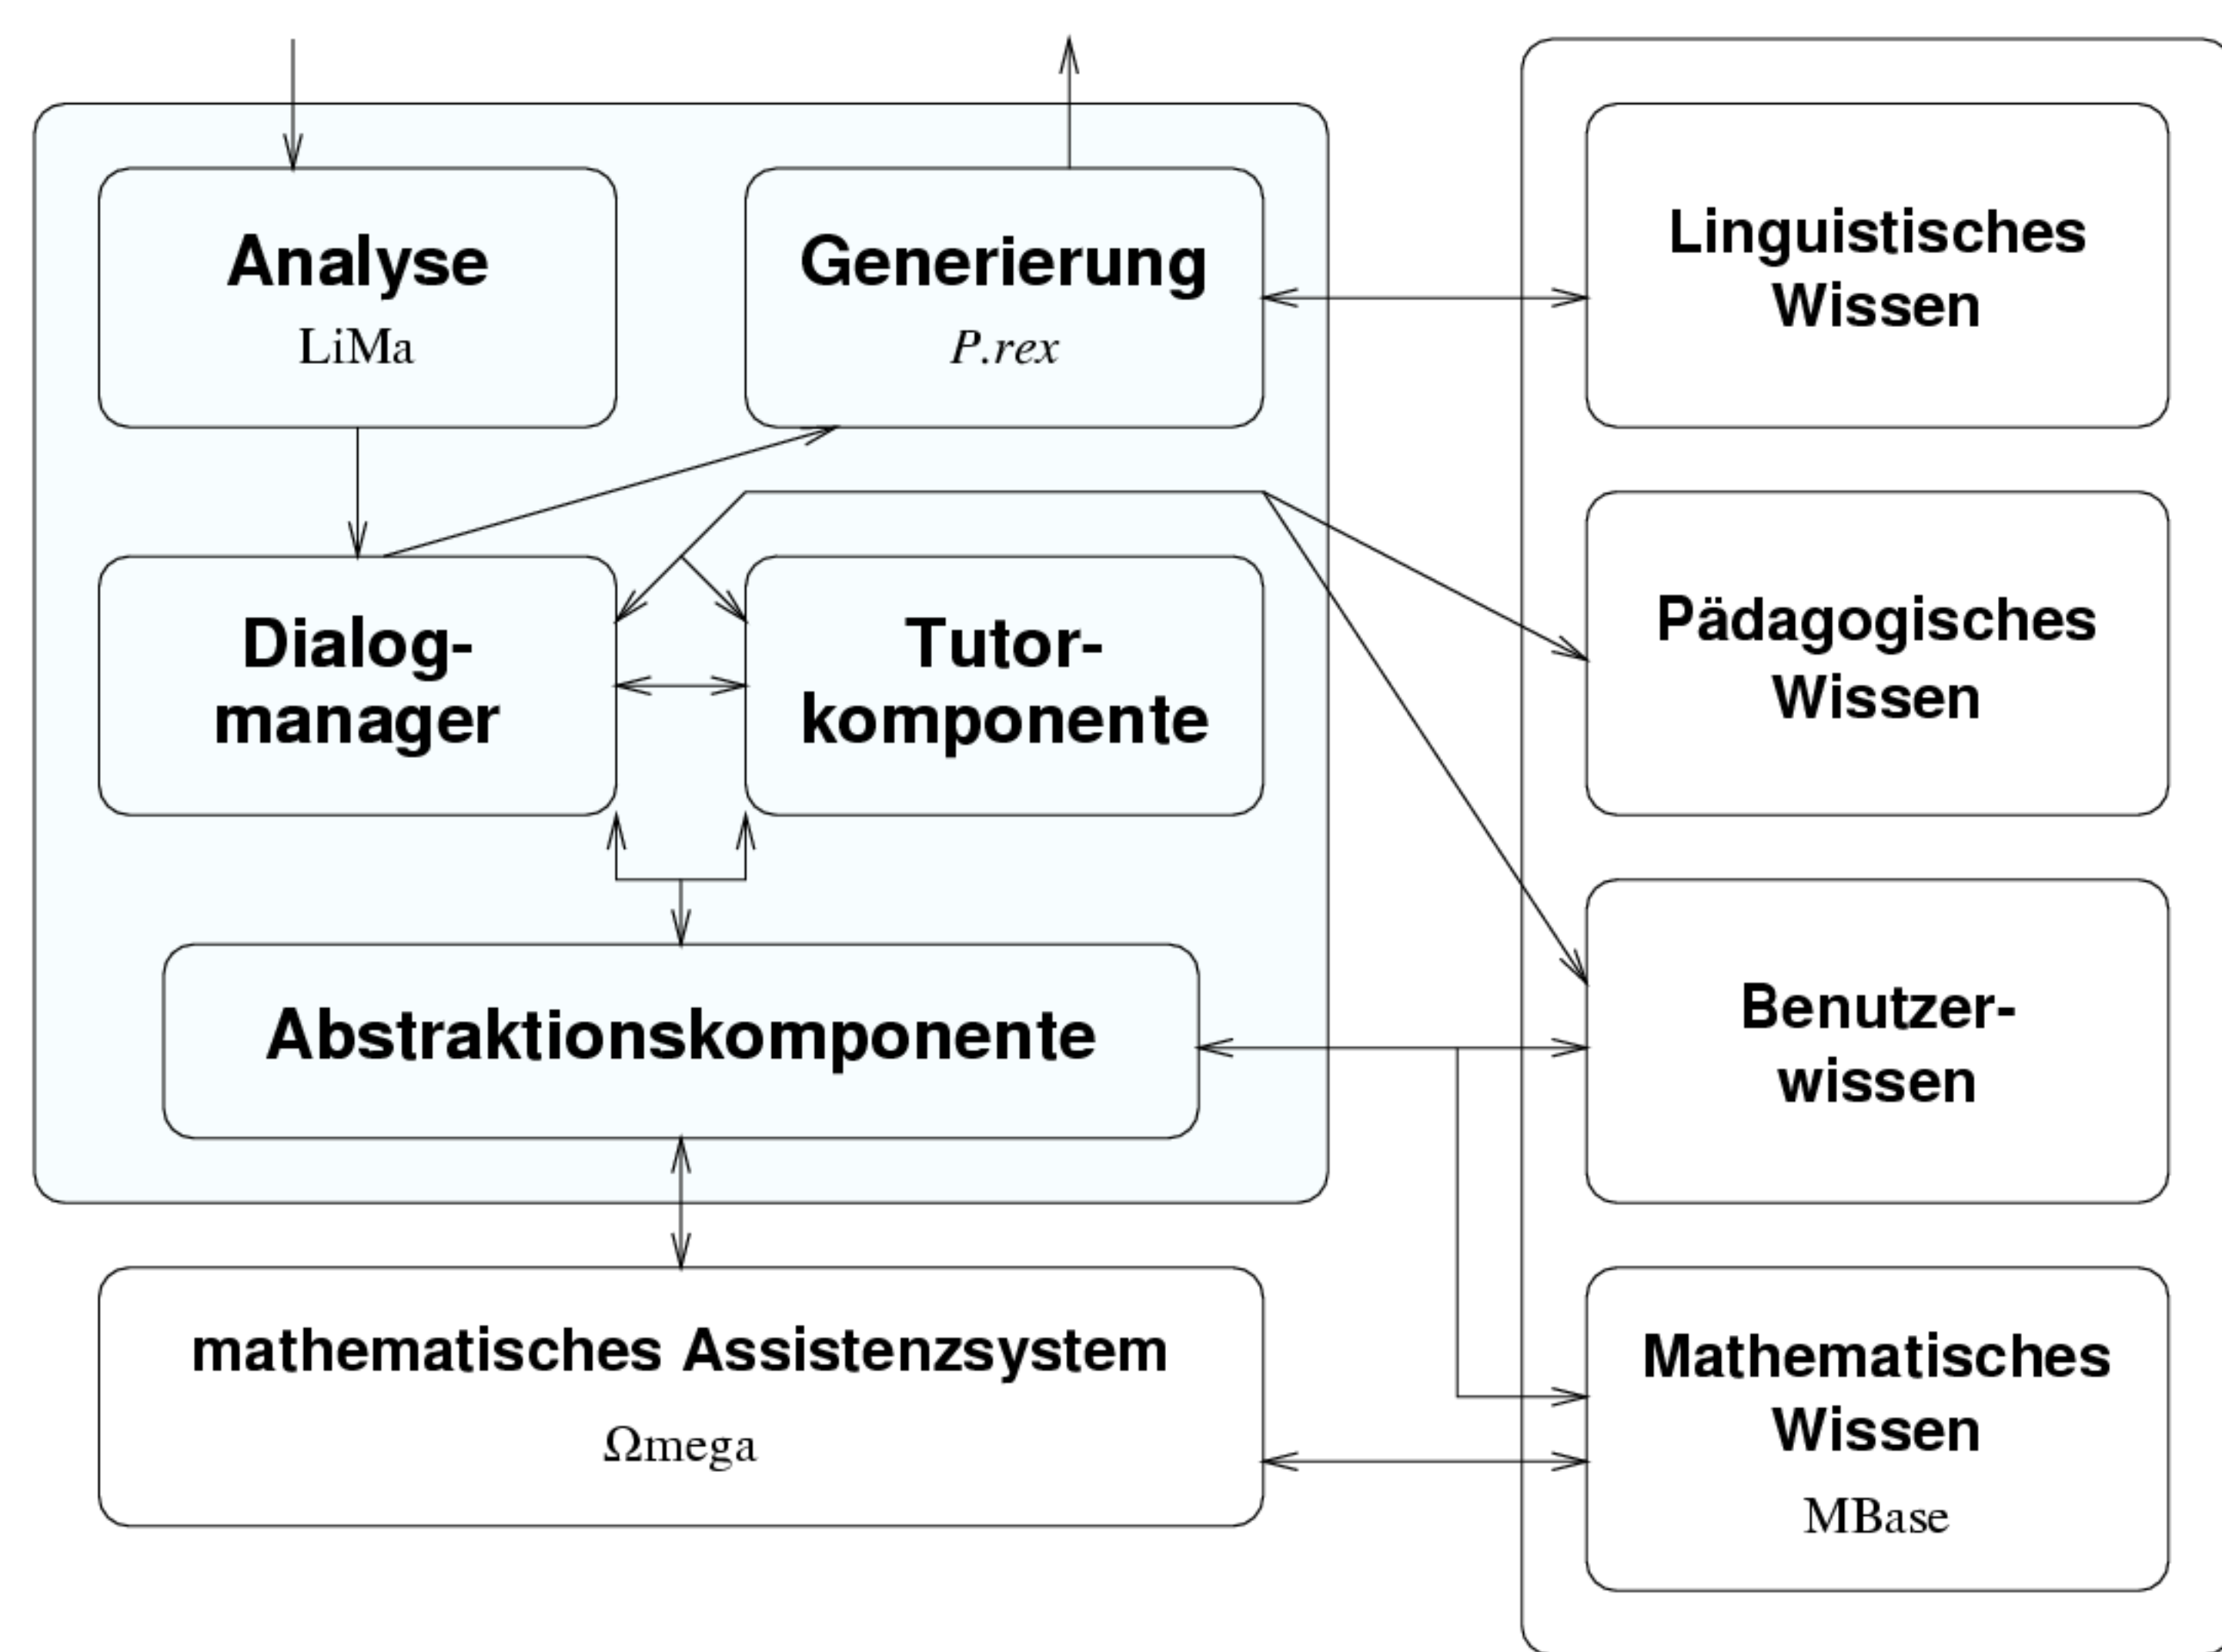 Analyse
LiMa
Generierung
P.rex
Linguistisches
Wissen
Dialog-
manager
Tutor-
komponente
Pädagogisches
Wissen
Abstraktionskomponente
Benutzer-
wissen
mathematisches Assistenzsystem
Ωmega
Mathematisches
Wissen
MBase